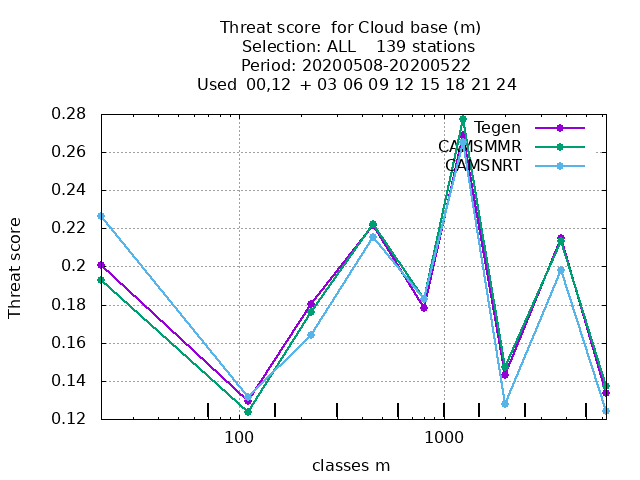 Threat score  for Cloud base (m)
Selection: ALL    139 stations
Period: 20200508-20200522
Used  00,12  + 03 06 09 12 15 18 21 24
Tegen
CAMSMMR
CAMSNRT
0.28
0.26
0.24
0.22
0.2
0.18
0.16
0.14
0.12
Threat score
100
1000
classes m